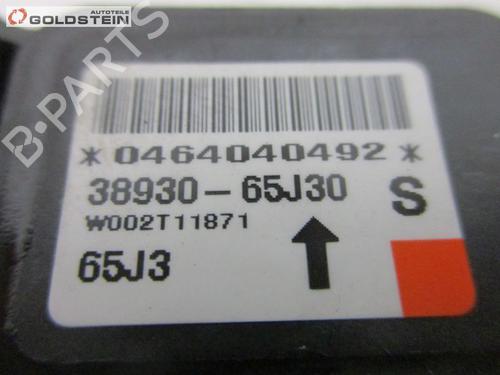 AUTOTEILE
GOLDSTEIN
B-PARTS
*0464040492*
38930-65J30
S
W002T11871
65J3